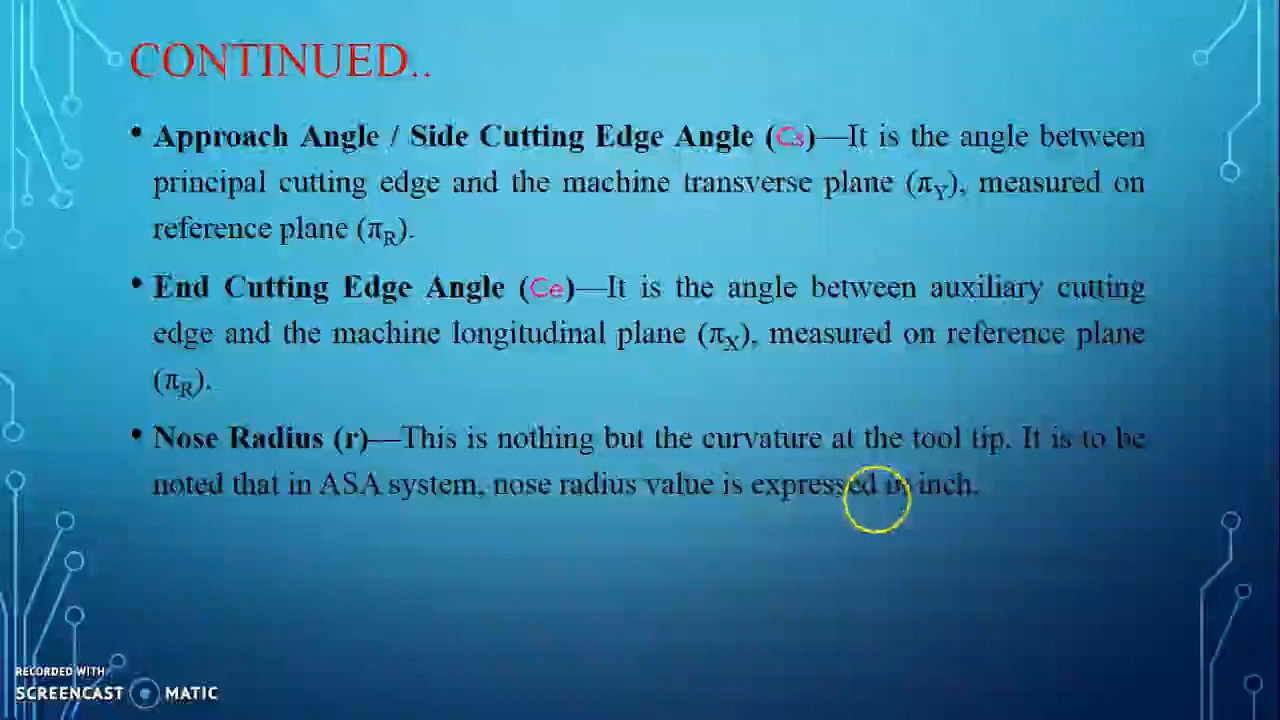 CONTINUED..
• Approach Angle / Side Cutting Edge Angle (Cs)—It is the angle between
principal cutting edge and the machine transverse plane (πY), measured on
reference plane (πR).
• End Cutting Edge Angle (Ce)—It is the angle between auxiliary cutting
edge and the machine longitudinal plane (πX), measured on reference plane
(πR).
• Nose Radius (r)—This is nothing but the curvature at the tool tip. It is to be
noted that in ASA system, nose radius value is expressed in inch.
RECORDED WITH
SCREENCAST MATIC